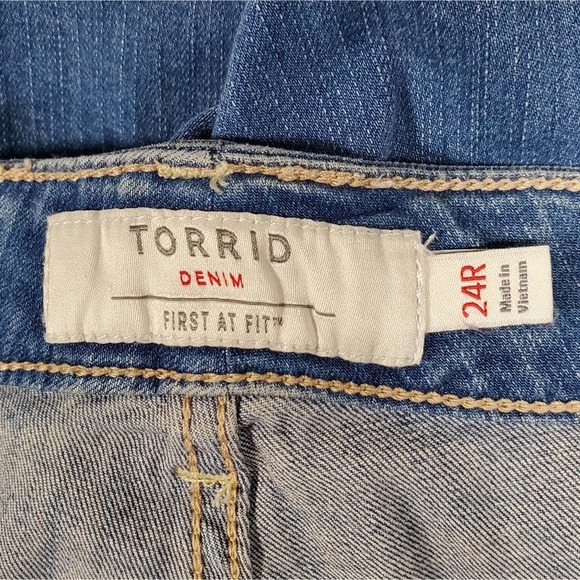 TORRID
DENIM
FIRST AT FIT™
24R
Made in
Vietnam